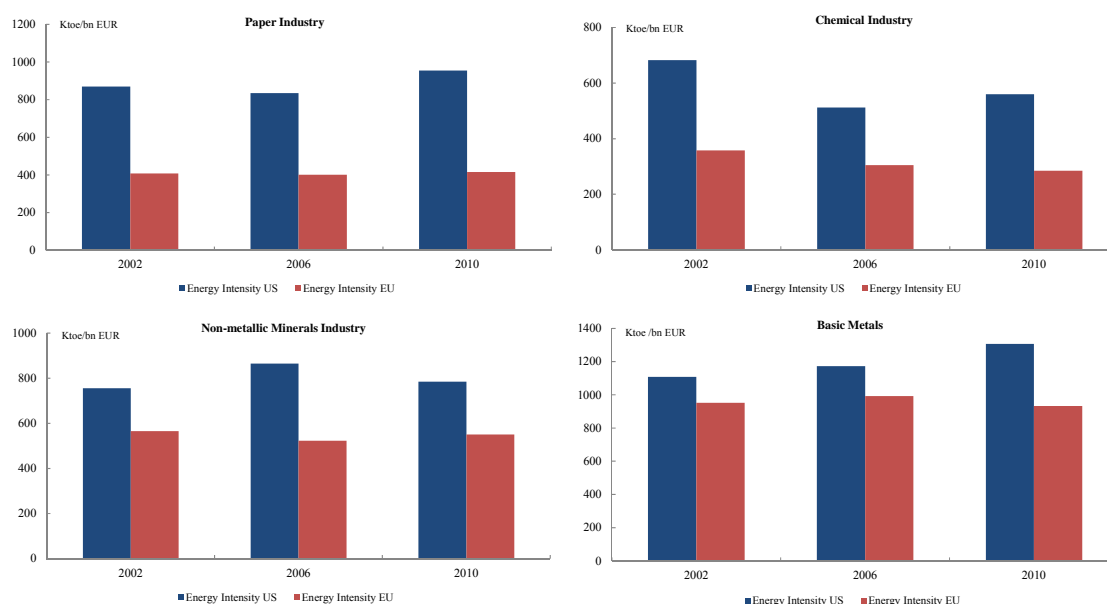 Paper Industry
Ktoe/bn EUR
1200
1000
800
600
400
200
0
2002 2006 2010
Energy Intensity US Energy Intensity EU
Chemical Industry
Ktoe/bn EUR
800
600
400
200
0
2002 2006 2010
Energy Intensity US Energy Intensity EU
Non-metallic Minerals Industry
Ktoe/bn EUR
1000
800
600
400
200
0
2002 2006 2010
Energy Intensity US Energy Intensity EU
Basic Metals
Ktoe /bn EUR
1400
1200
1000
800
600
400
200
0
2002 2006 2010
Energy Intensity US Energy Intensity EU